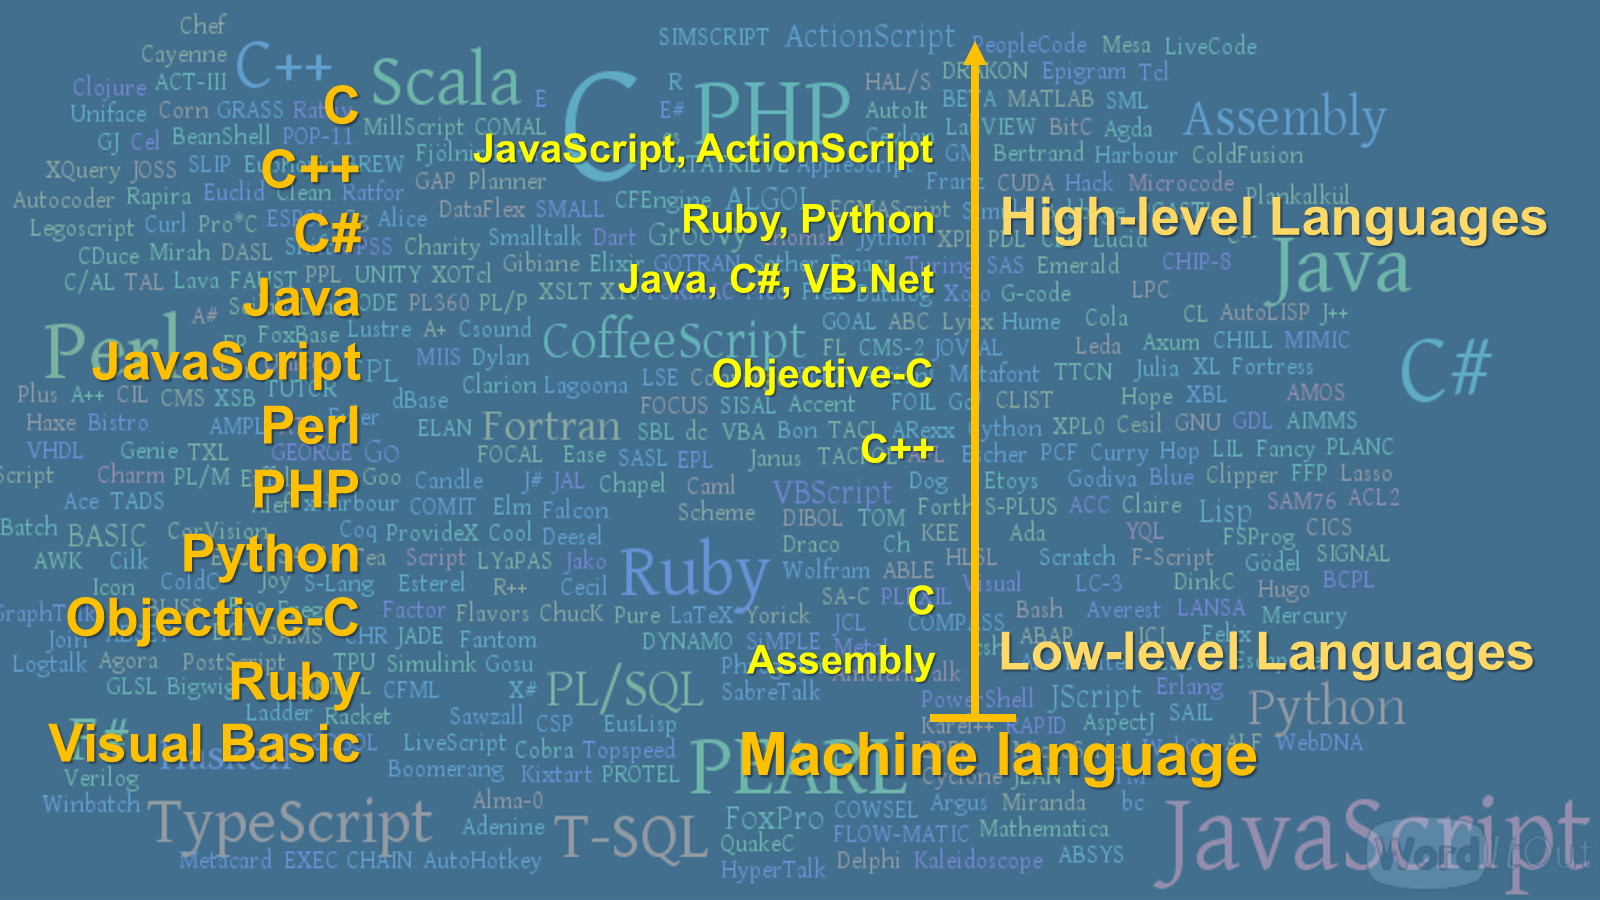 C
C++
C#
Java
JavaScript
Perl
PHP
Python
Objective-C
Ruby
Visual Basic
JavaScript, ActionScript
Ruby, Python
Java, C#, VB.Net
Objective-C
C++
C
Assembly
Machine language
High-level Languages
Low-level Languages
Chef
Cayenne
C++
Scala
C
PHP
SIMSCRIPT ActionScript PeopleCode Mesa LiveCode
Clojure ACT-III
Uniface Corn GRASS
GJ Cel BeanShell POP-11
MillScript COMAL
XQuery JOSS SLIP
GAP Planner
Autocoder Rapira Euclid Clean Ratfor
DataFlex SMALL
Legoscript Curl Pro*C
Alice
CDuce Mirah DASL
Charity
Smalltalk Dart Groovy
C/AL TAL Lava
PPL UNITY XOTcl
Gibiane Elixir GOTRAN
R
HAL/S
E#
AutoIt
DRAKON Epigram Tcl
BETA MATLAB SML
BitC Agda
Assembly
Bertrand Harbour ColdFusion
CUDA Hack Microcode
Plankalkül
SAS Emerald
CHIP-8
Java
G-code
LPC
PL360 PL/P
XSLT
A#
FoxBase Lustre A+ Csound
Perl
CoffeeScript
GOAL ABC Lynx Hume Cola
CL AutoLISP J++
MIIS Dylan
CMS-2 JOVIAL
Leda Axum CHILL MIMIC
C#
Clarion Lagoona LSE
TTCN Julia XL Fortress
Plus A++ CIL CMS XSB
dBase
FOCUS SISAL Accent FOIL
CLIST Hope XBL AMOS
Haxe Bistro
ELAN Fortran SBL dc VBA Bon
XPL0 Cesil GNU GDL AIMMS
VHDL Genie TXL GEORGE Go
FOCAL Ease SASL EPL Janus
PCF Curry Hop LIL Fancy PLANC
Charm PL/M
Goo Candle J# JAL Chapel Caml VBScript Dog Etoys Godiva Blue Clipper FFP Lasso
Ace TADS
COMIT Elm Falcon Scheme DIBOL TOM Forth S-PLUS ACC Claire Lisp SAM76 ACL2
Batch BASIC
Coq ProvideX Cool Deesel
KEE Ada YQL FSProg CICS
AWK Cilk
Script LYaPAS Jako
Draco Ch HLSL Scratch F-Script Gödel SIGNAL
Icon
Joy S-Lang Esterel R++ Cecil Ruby Wolfram ABLE
LC-3 DinkC Hugo BCPL
Factor Flavors ChucK Pure LaTeX Yorick
SA-C
Bash Averest LANSA Mercury
JCL COMPASS
JADE Fantom DYNAMO SiMPLE
Felix
Logtalk Agora PostScript TPU Simulink Gosu
GLSL
CFML X# PL/SQL SabreTalk
PowerShell JScript Erlang Python
Ladder Racket Sawzall CSP EusLisp
Karel++ RAPID AspectJ SAIL
LiveScript Cobra Topspeed
WebDNA
F#
Haskell
Verilog
Boomerang Kixtart PROTEL PEARL
Cyclone
Winbatch TypeScript Alma-0 Adenine T-SQL FoxPro COWSEL Argus Miranda bc
FLOW-MATIC Mathematica
QuakeC
JavaScript
Metacard EXEC CHAIN AutoHotkey
HyperTalk Delphi Kaleidoscope ABSYS
WordItOut